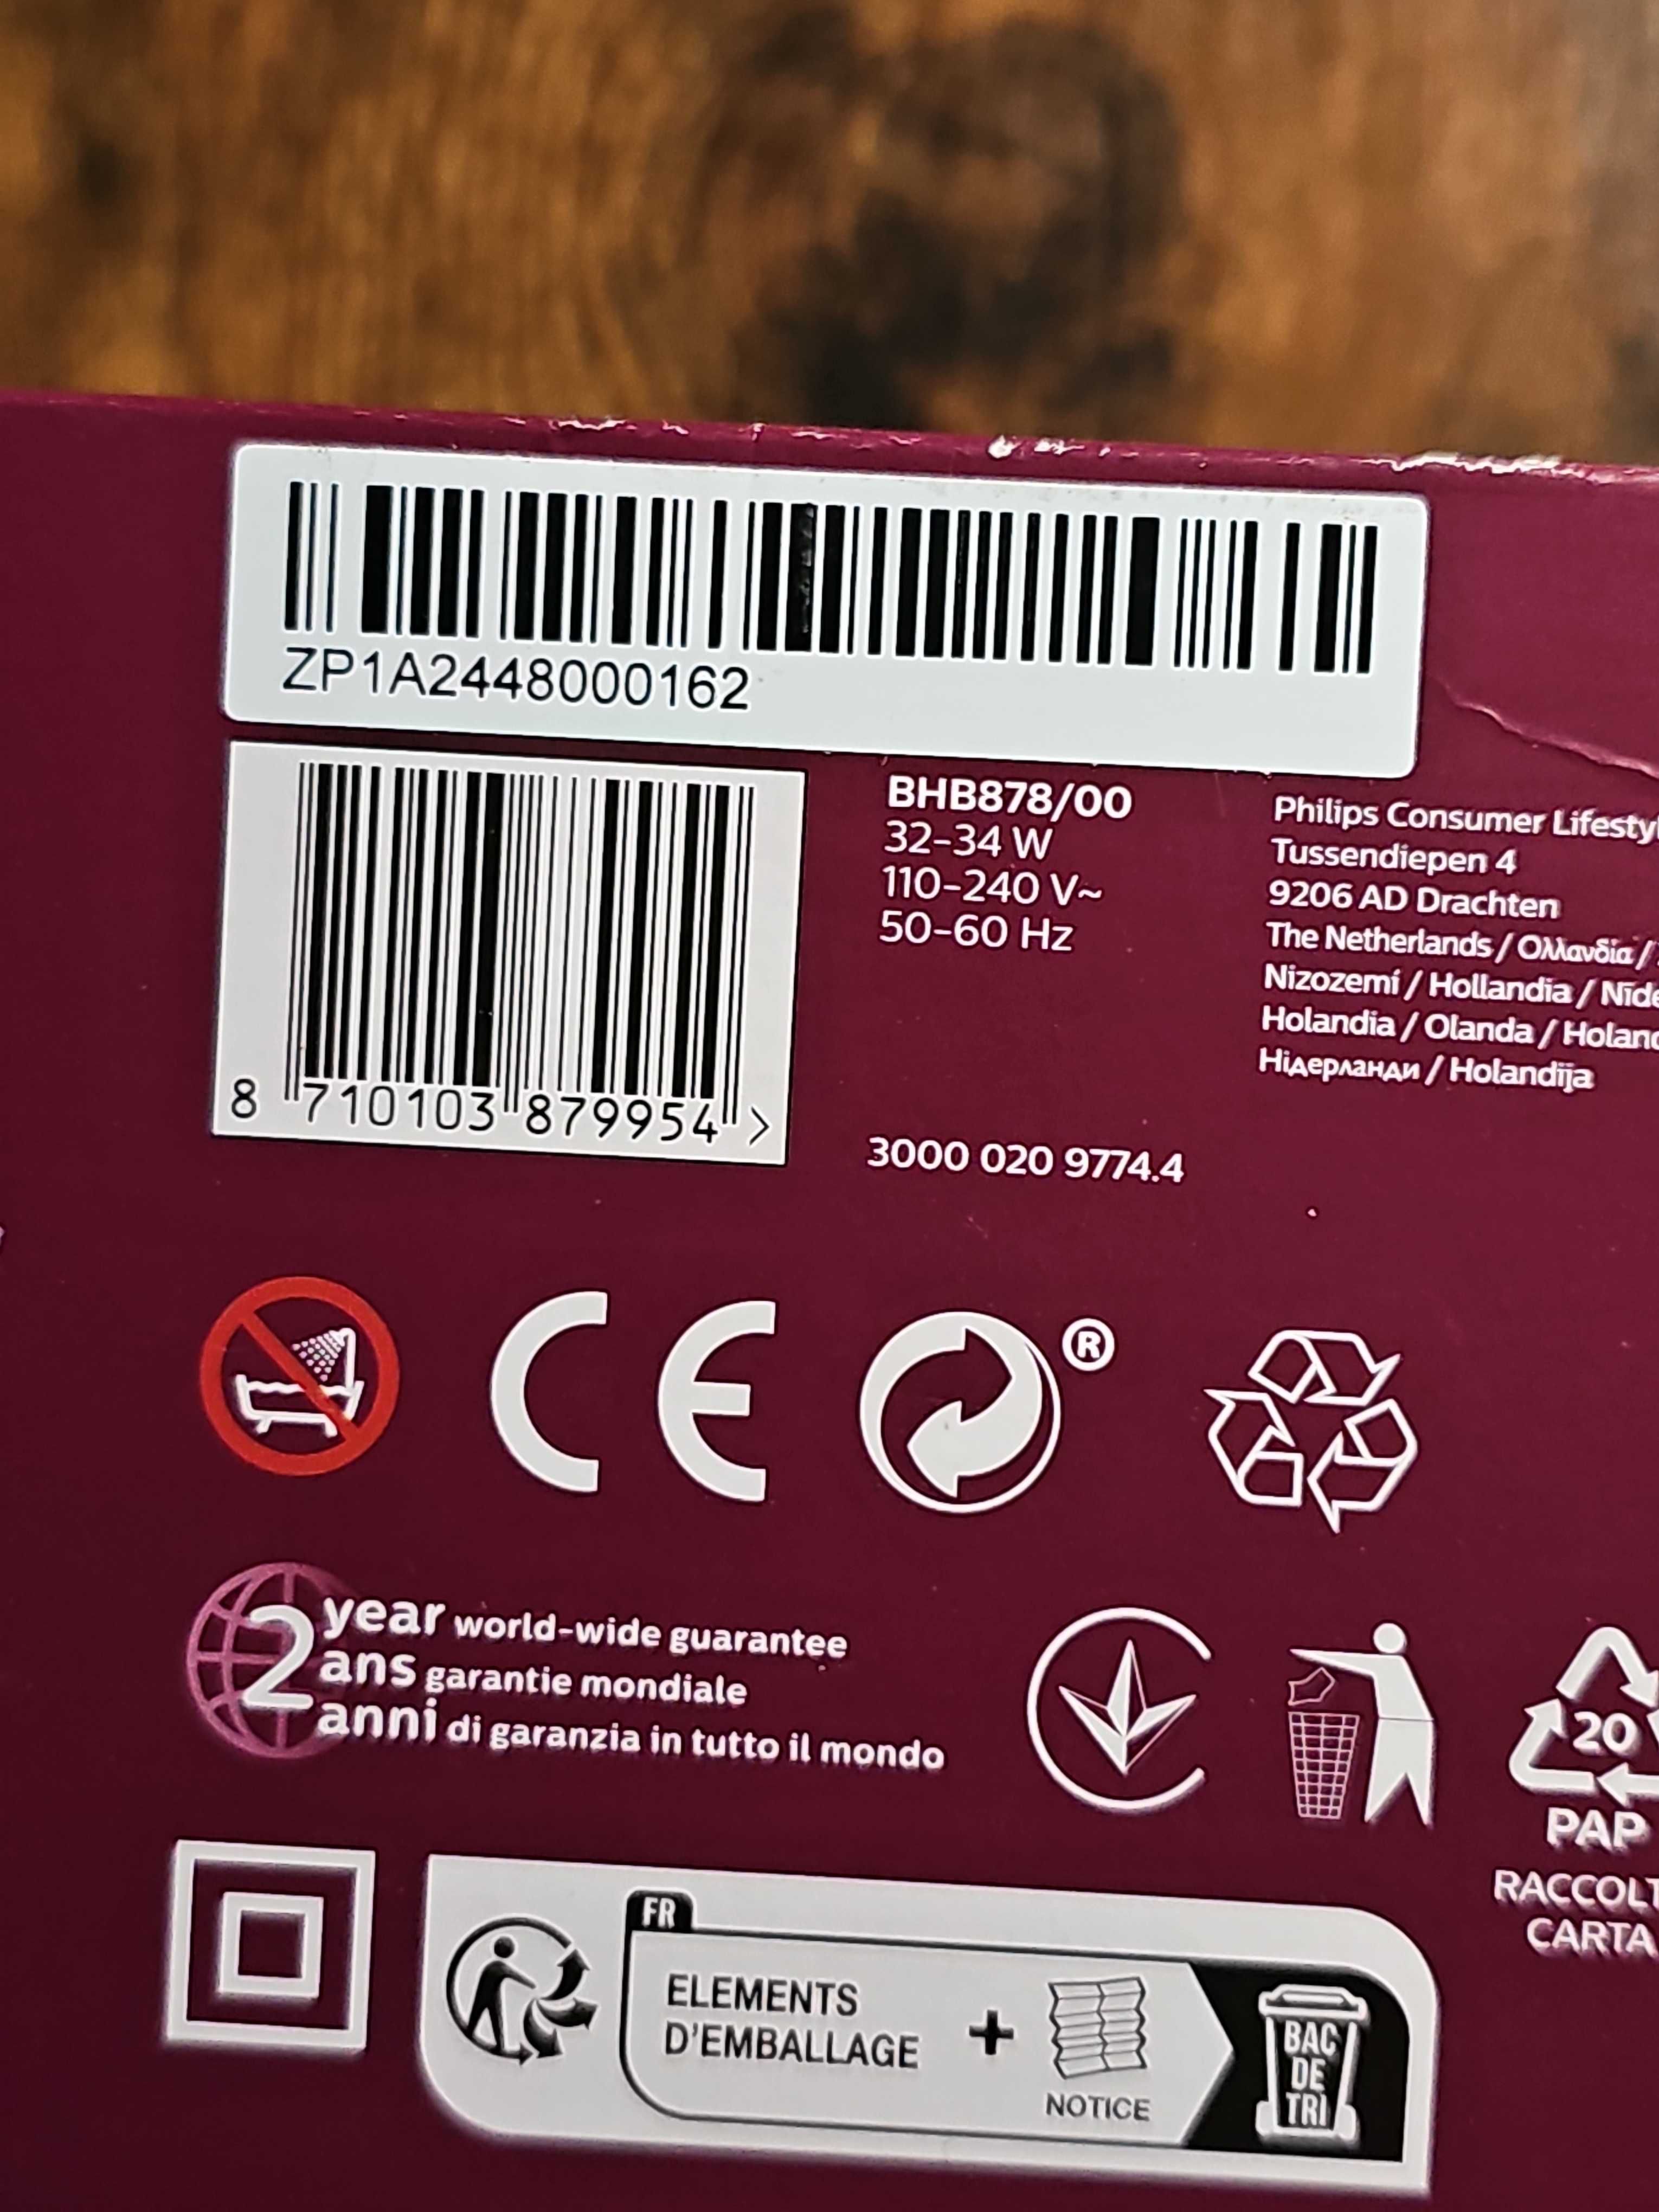 ZP1A2448000162
8 710103 879954 >
BHB878/00
32-34 W
110-240 V~
50-60 Hz
3000 020 9774.4
Philips Consumer
Tussendiepen 4
9206 AD Drachten
The Netherlands / Ολλανδία /
Nizozemí / Hollandia /
Holandia / Olanda /
Нідерланди / Holandija
CE
®
2 year world-wide guarantee
ans garantie mondiale
anni di garanzia in tutto il mondo
20
PAP
CARTA
FR
ELEMENTS
D'EMBALLAGE
+
NOTICE
BAC
DE
TRI